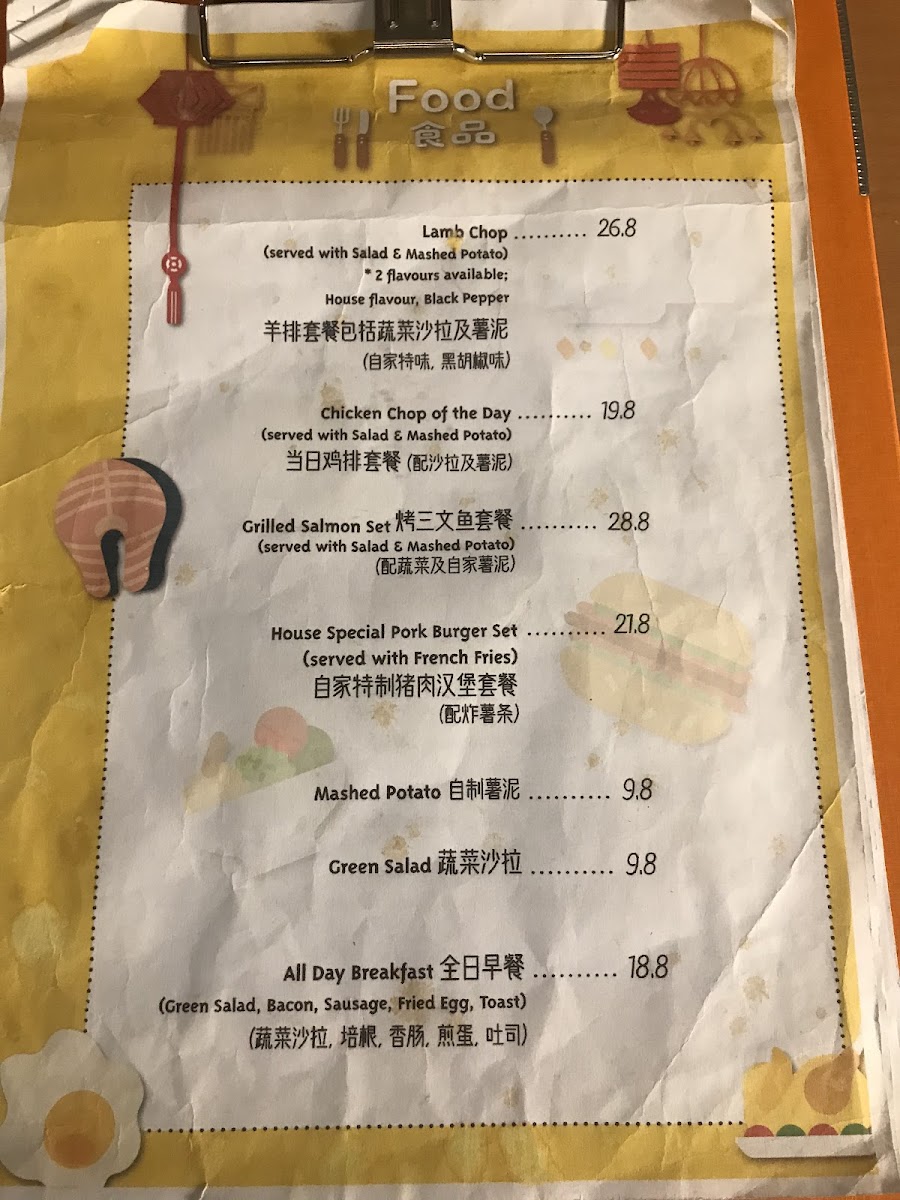 Food
食品
Lamb Chop .......... 26.8
(served with Salad & Mashed Potato)
* 2 flavours available;
House flavour, Black Pepper
羊排套餐包括蔬菜沙拉及薯泥
(自家特味, 黑胡椒味)
Chicken Chop of the Day .......... 19.8
(served with Salad & Mashed Potato)
当日鸡排套餐 (配沙拉及薯泥)
Grilled Salmon Set 烤三文鱼套餐 .......... 28.8
(served with Salad & Mashed Potato)
(配蔬菜及自家薯泥)
House Special Pork Burger Set .......... 21.8
(served with French Fries)
自家特制猪肉汉堡套餐
(配炸薯条)
Mashed Potato 自制薯泥 .......... 9.8
Green Salad 蔬菜沙拉 .......... 9.8
All Day Breakfast 全日早餐 .......... 18.8
(Green Salad, Bacon, Sausage, Fried Egg, Toast)
(蔬菜沙拉, 培根, 香肠, 煎蛋, 吐司)